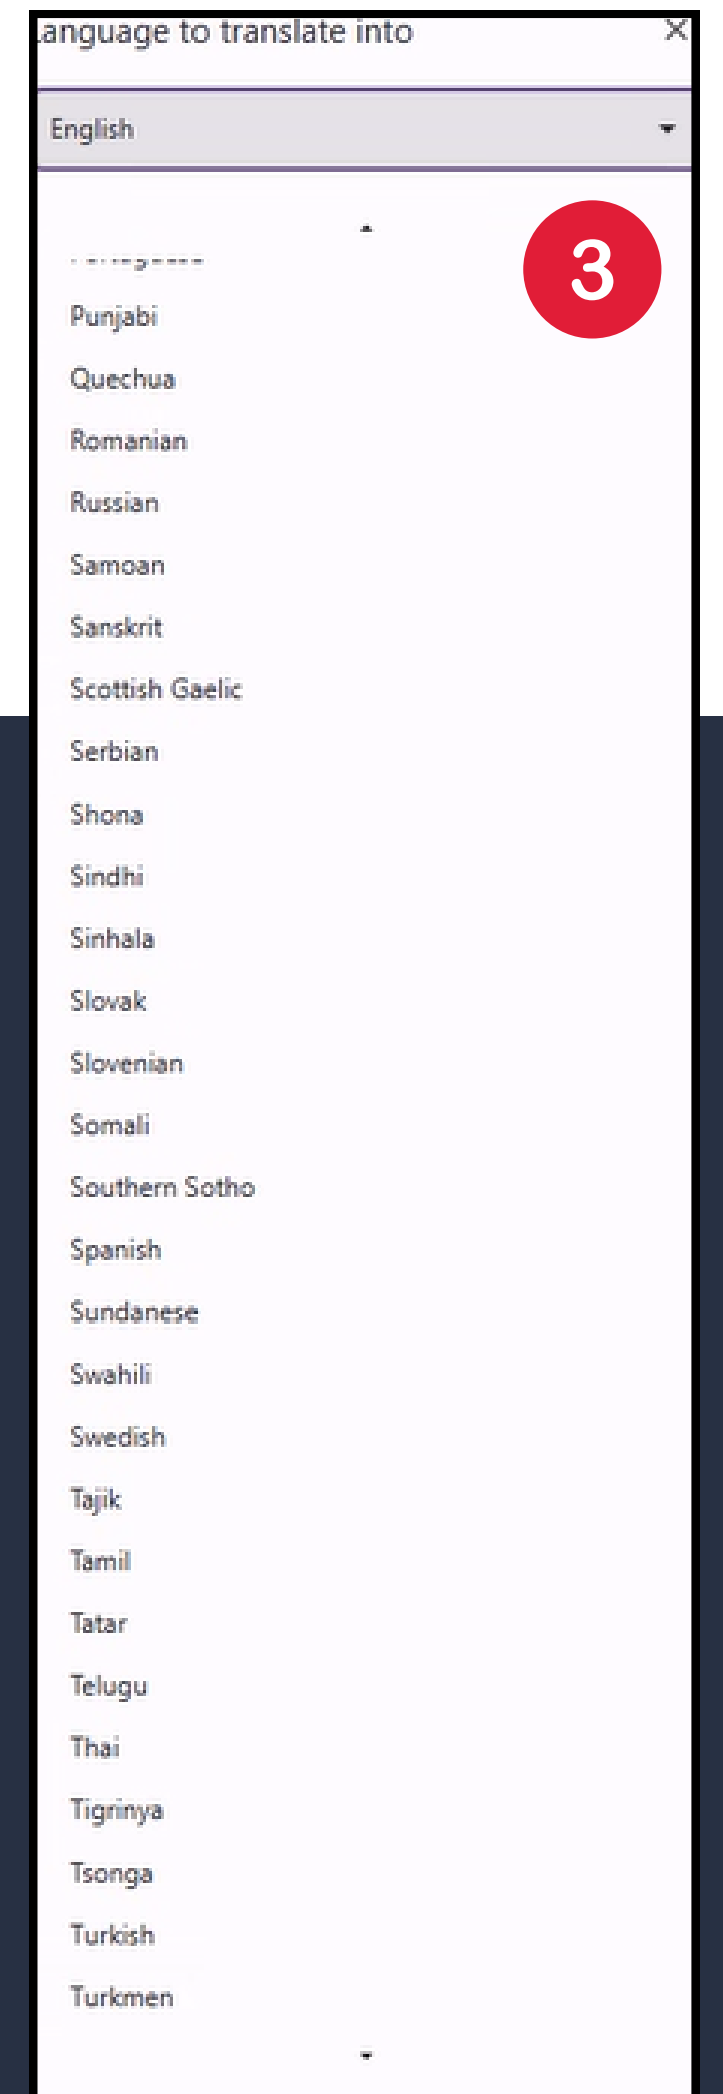 anguage to translate into
English
3
Punjabi
Quechua
Romanian
Russian
Samoan
Sanskrit
Scottish Gaelic
Serbian
Shona
Sindhi
Sinhala
Slovak
Slovenian
Somali
Southern Sotho
Spanish
Sundanese
Swahili
Swedish
Tajik
Tamil
Tatar
Telugu
Thai
Tigrinya
Tsonga
Turkish
Turkmen